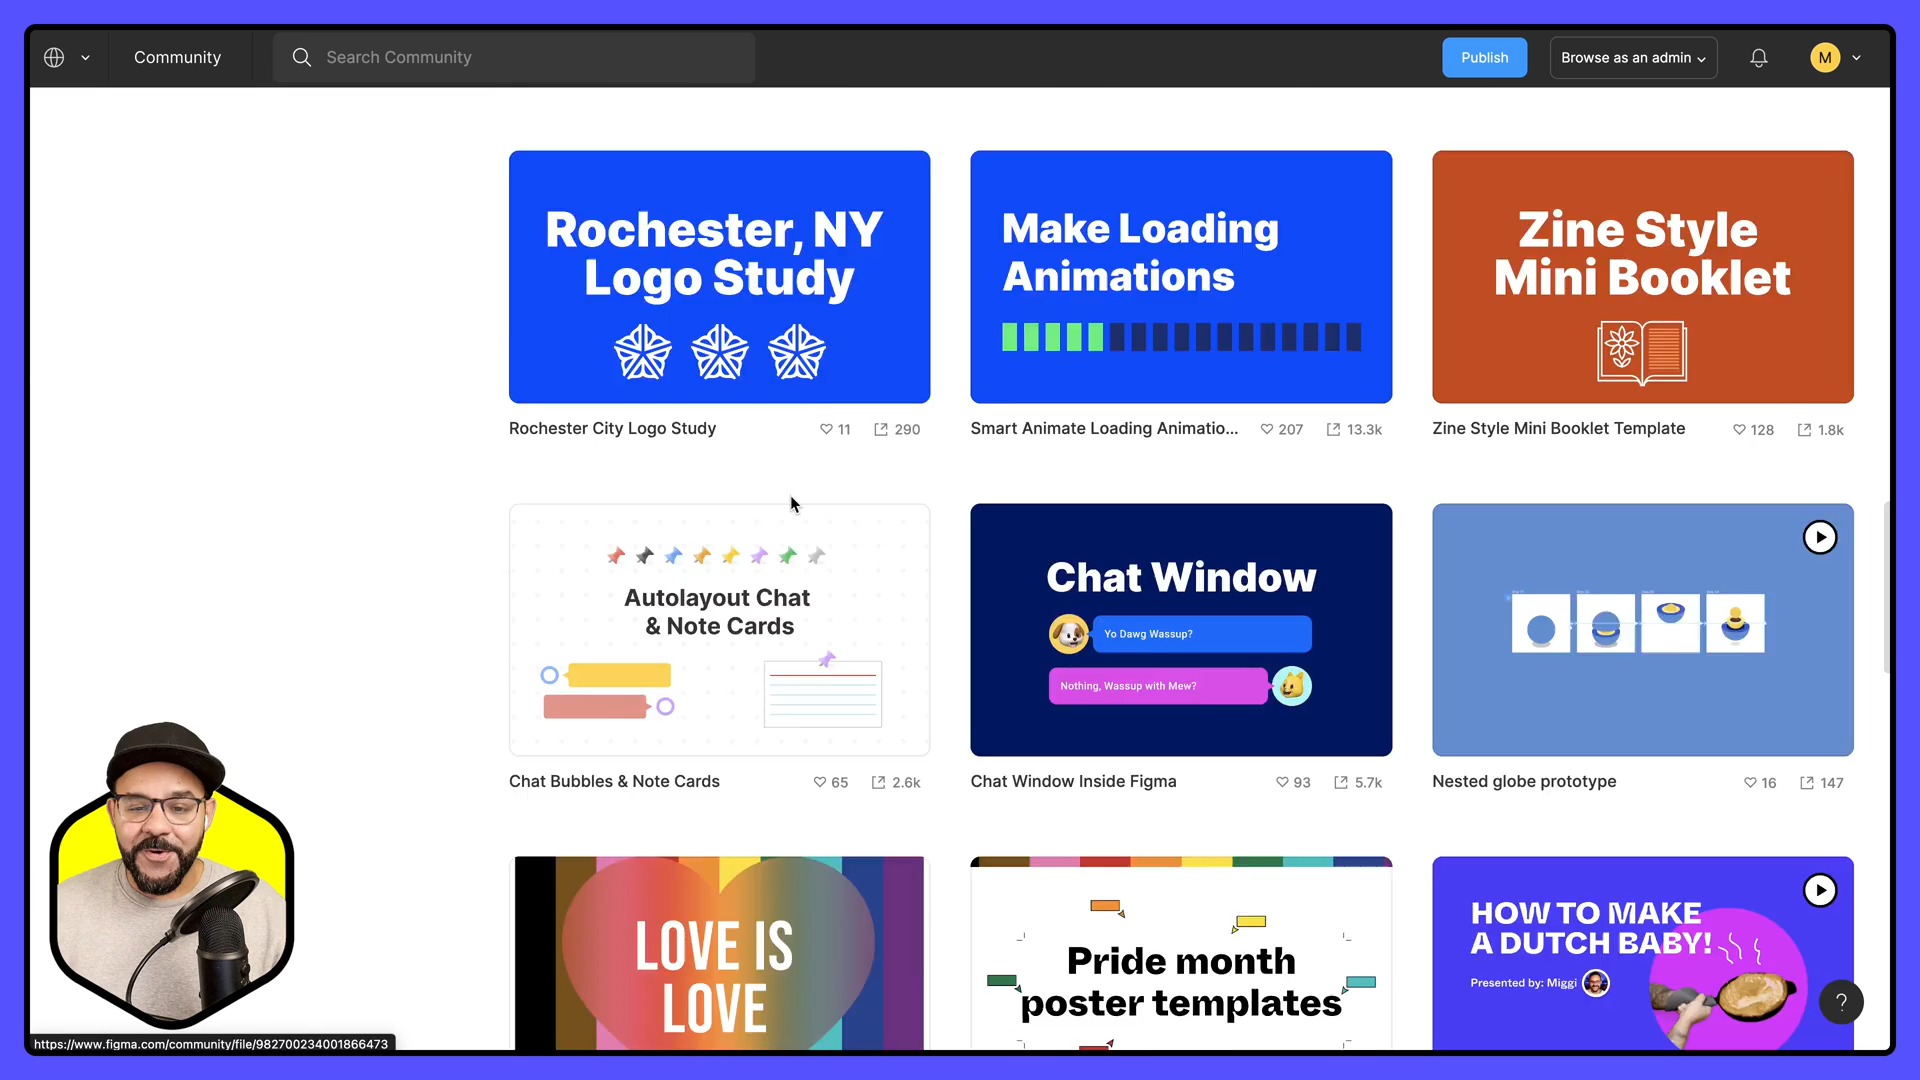 Community
Search Community
Publish
Browse as an admin
M
Rochester, NY
Logo Study
Make Loading
Animations
Zine Style
Mini Booklet
Rochester City Logo Study
11
290
Smart Animate Loading Animatio...
207
13.3k
Zine Style Mini Booklet Template
128
1.8k
Autolayout Chat
& Note Cards
Chat Window
Yo Dawg Wassup?
Nothing, Wassup with Mew?
Chat Bubbles & Note Cards
65
2.6k
Chat Window Inside Figma
93
5.7k
Nested globe prototype
16
147
LOVE IS
LOVE
Pride month
poster templates
HOW TO MAKE
A DUTCH BABY!
Presented by: Miggi
?
https://www.figma.com/community/file/982700234001866473